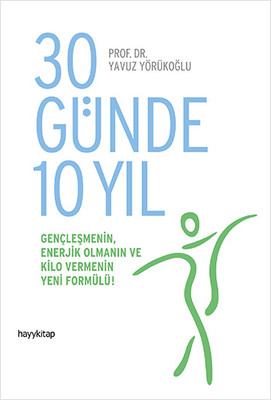 30
PROF. DR.
YAVUZ YÖRÜKOĞLU
GÜNDE
10 YIL
GENÇLEŞMENİN,
ENERJİK OLMANIN VE
KİLO VERMENİN
YENİ FORMÜLÜ!
hayykitap